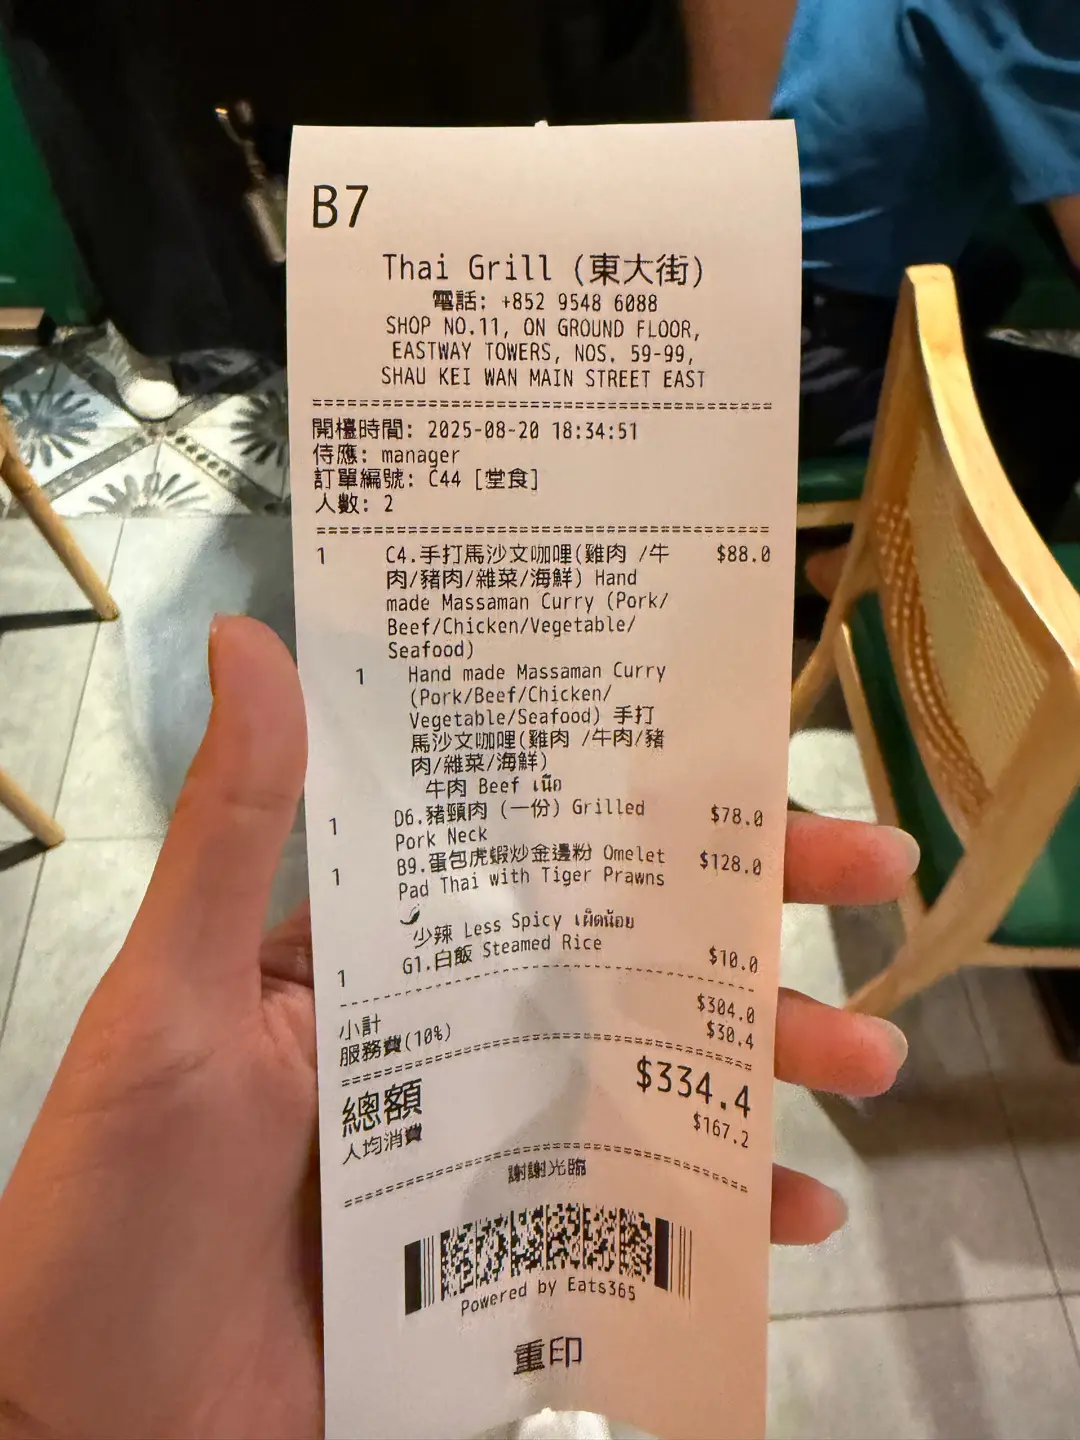 B7
Thai Grill (東大街)
電話: +852 9548 6088
SHOP NO.11, ON GROUND FLOOR,
EASTWAY TOWERS, NOS. 59-99,
SHAU KEI WAN MAIN STREET EAST
開檯時間: 2025-08-20 18:34:51
侍應: manager
訂單編號: C44 [堂食]
人數: 2
1 C4.手打馬沙文咖哩(雞肉 /牛 $88.0
肉/豬肉/雜菜/海鮮) Hand
made Massaman Curry (Pork/
Beef/Chicken/Vegetable/
Seafood)
1 Hand made Massaman Curry
(Pork/Beef/Chicken/
Vegetable/Seafood) 手打
馬沙文咖哩(雞肉 /牛肉/豬
肉/雜菜/海鮮)
牛肉 Beef เนื้อ
1 D6.豬頸肉 (一份) Grilled $78.0
Pork Neck
1 B9.蛋包虎蝦炒金邊粉 Omelet $128.0
Pad Thai with Tiger Prawns
少辣 Less Spicy เผ็ดน้อย
1 G1.白飯 Steamed Rice $10.0
小計 $304.0
服務費(10%) $30.4
總額 $334.4
人均消費 $167.2
謝謝光臨
Powered by Eats365
重印